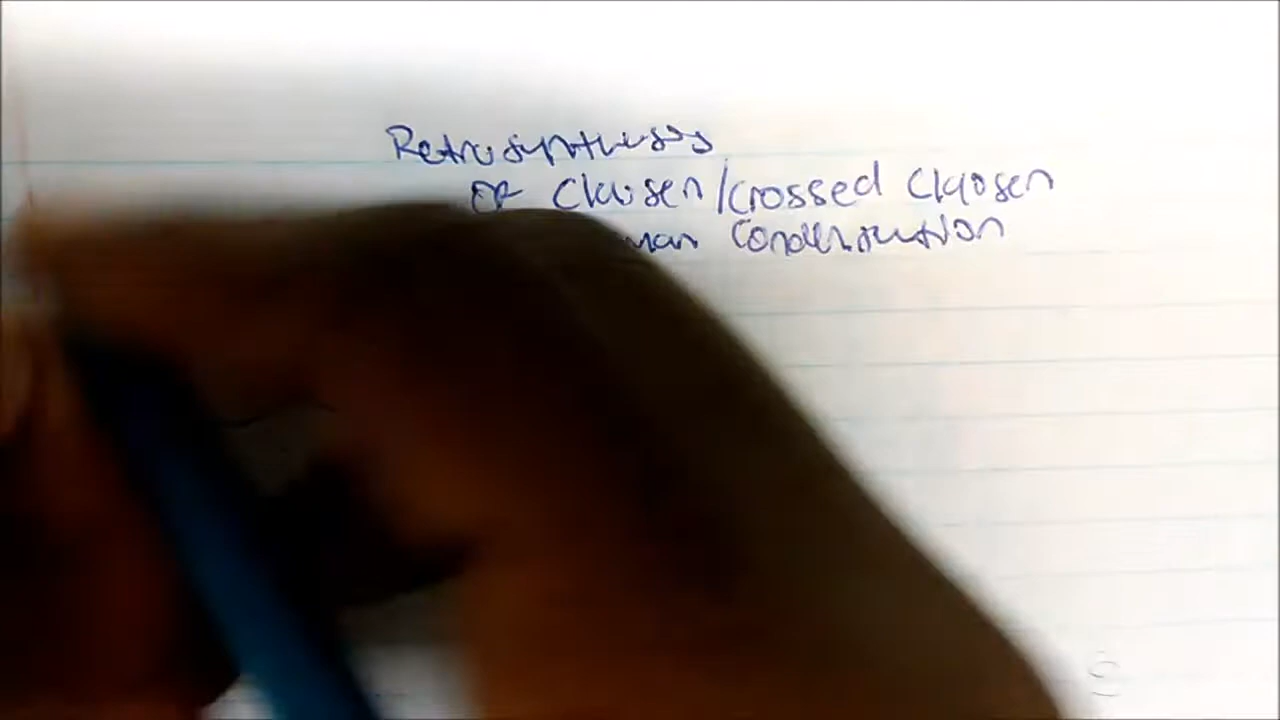 Retrosynthesis
of Claisen/Crossed Claisen
Condensation